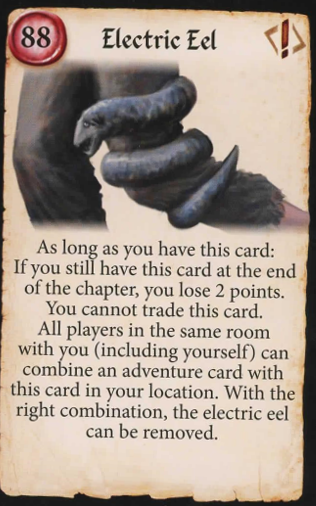 88 Electric Eel
As long as you have this card:
If you still have this card at the end
of the chapter, you lose 2 points.
You cannot trade this card.
All players in the same room
with you (including yourself) can
combine an adventure card with
this card in your location. With the
right combination, the electric eel
can be removed.